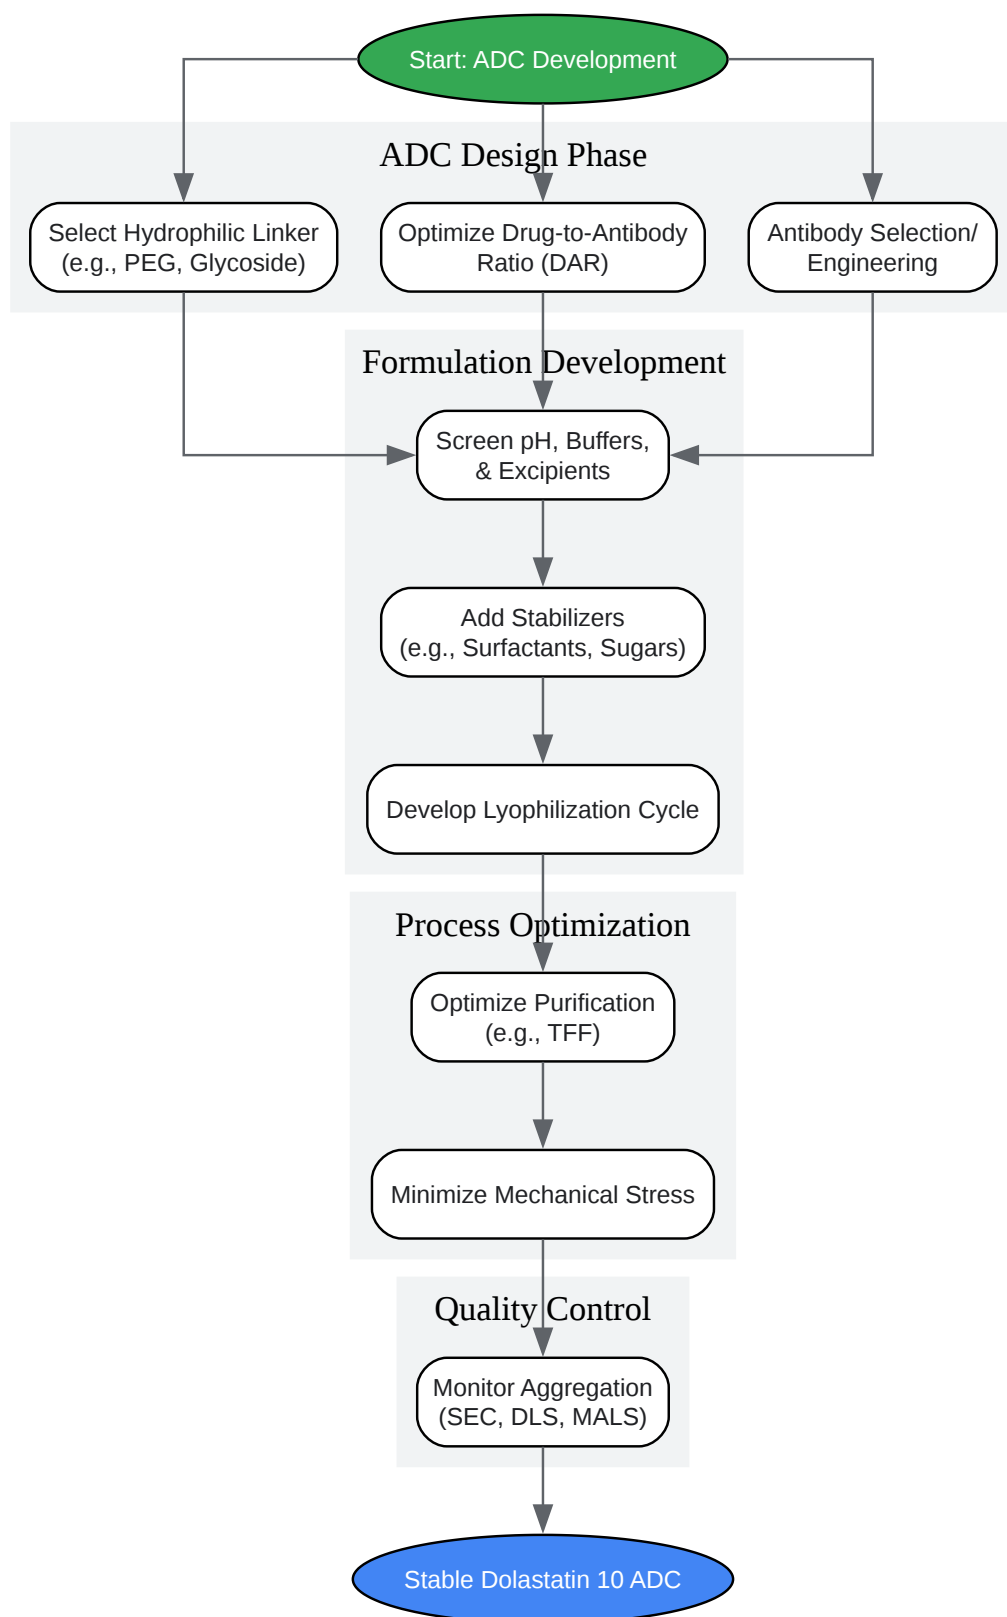 Start: ADC Development
ADC Design Phase
Select Hydrophilic Linker
(e.g., PEG, Glycoside)
Optimize Drug-to-Antibody
Ratio (DAR)
Antibody Selection/
Engineering
Formulation Development
Screen pH, Buffers,
& Excipients
Add Stabilizers
(e.g., Surfactants, Sugars)
Develop Lyophilization Cycle
Process Optimization
Optimize Purification
(e.g., TFF)
Minimize Mechanical Stress
Quality Control
Monitor Aggregation
(SEC, DLS, MALS)
Stable Dolastatin 10 ADC